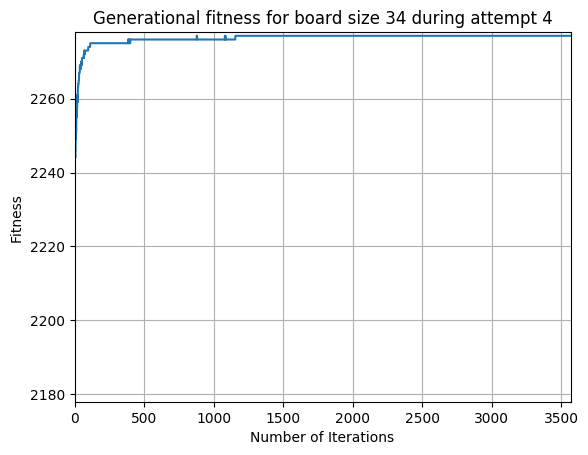 Generational fitness for board size 34 during attempt 4
2260
2240
2220
2200
2180
Fitness
0 500 1000 1500 2000 2500 3000 3500
Number of Iterations